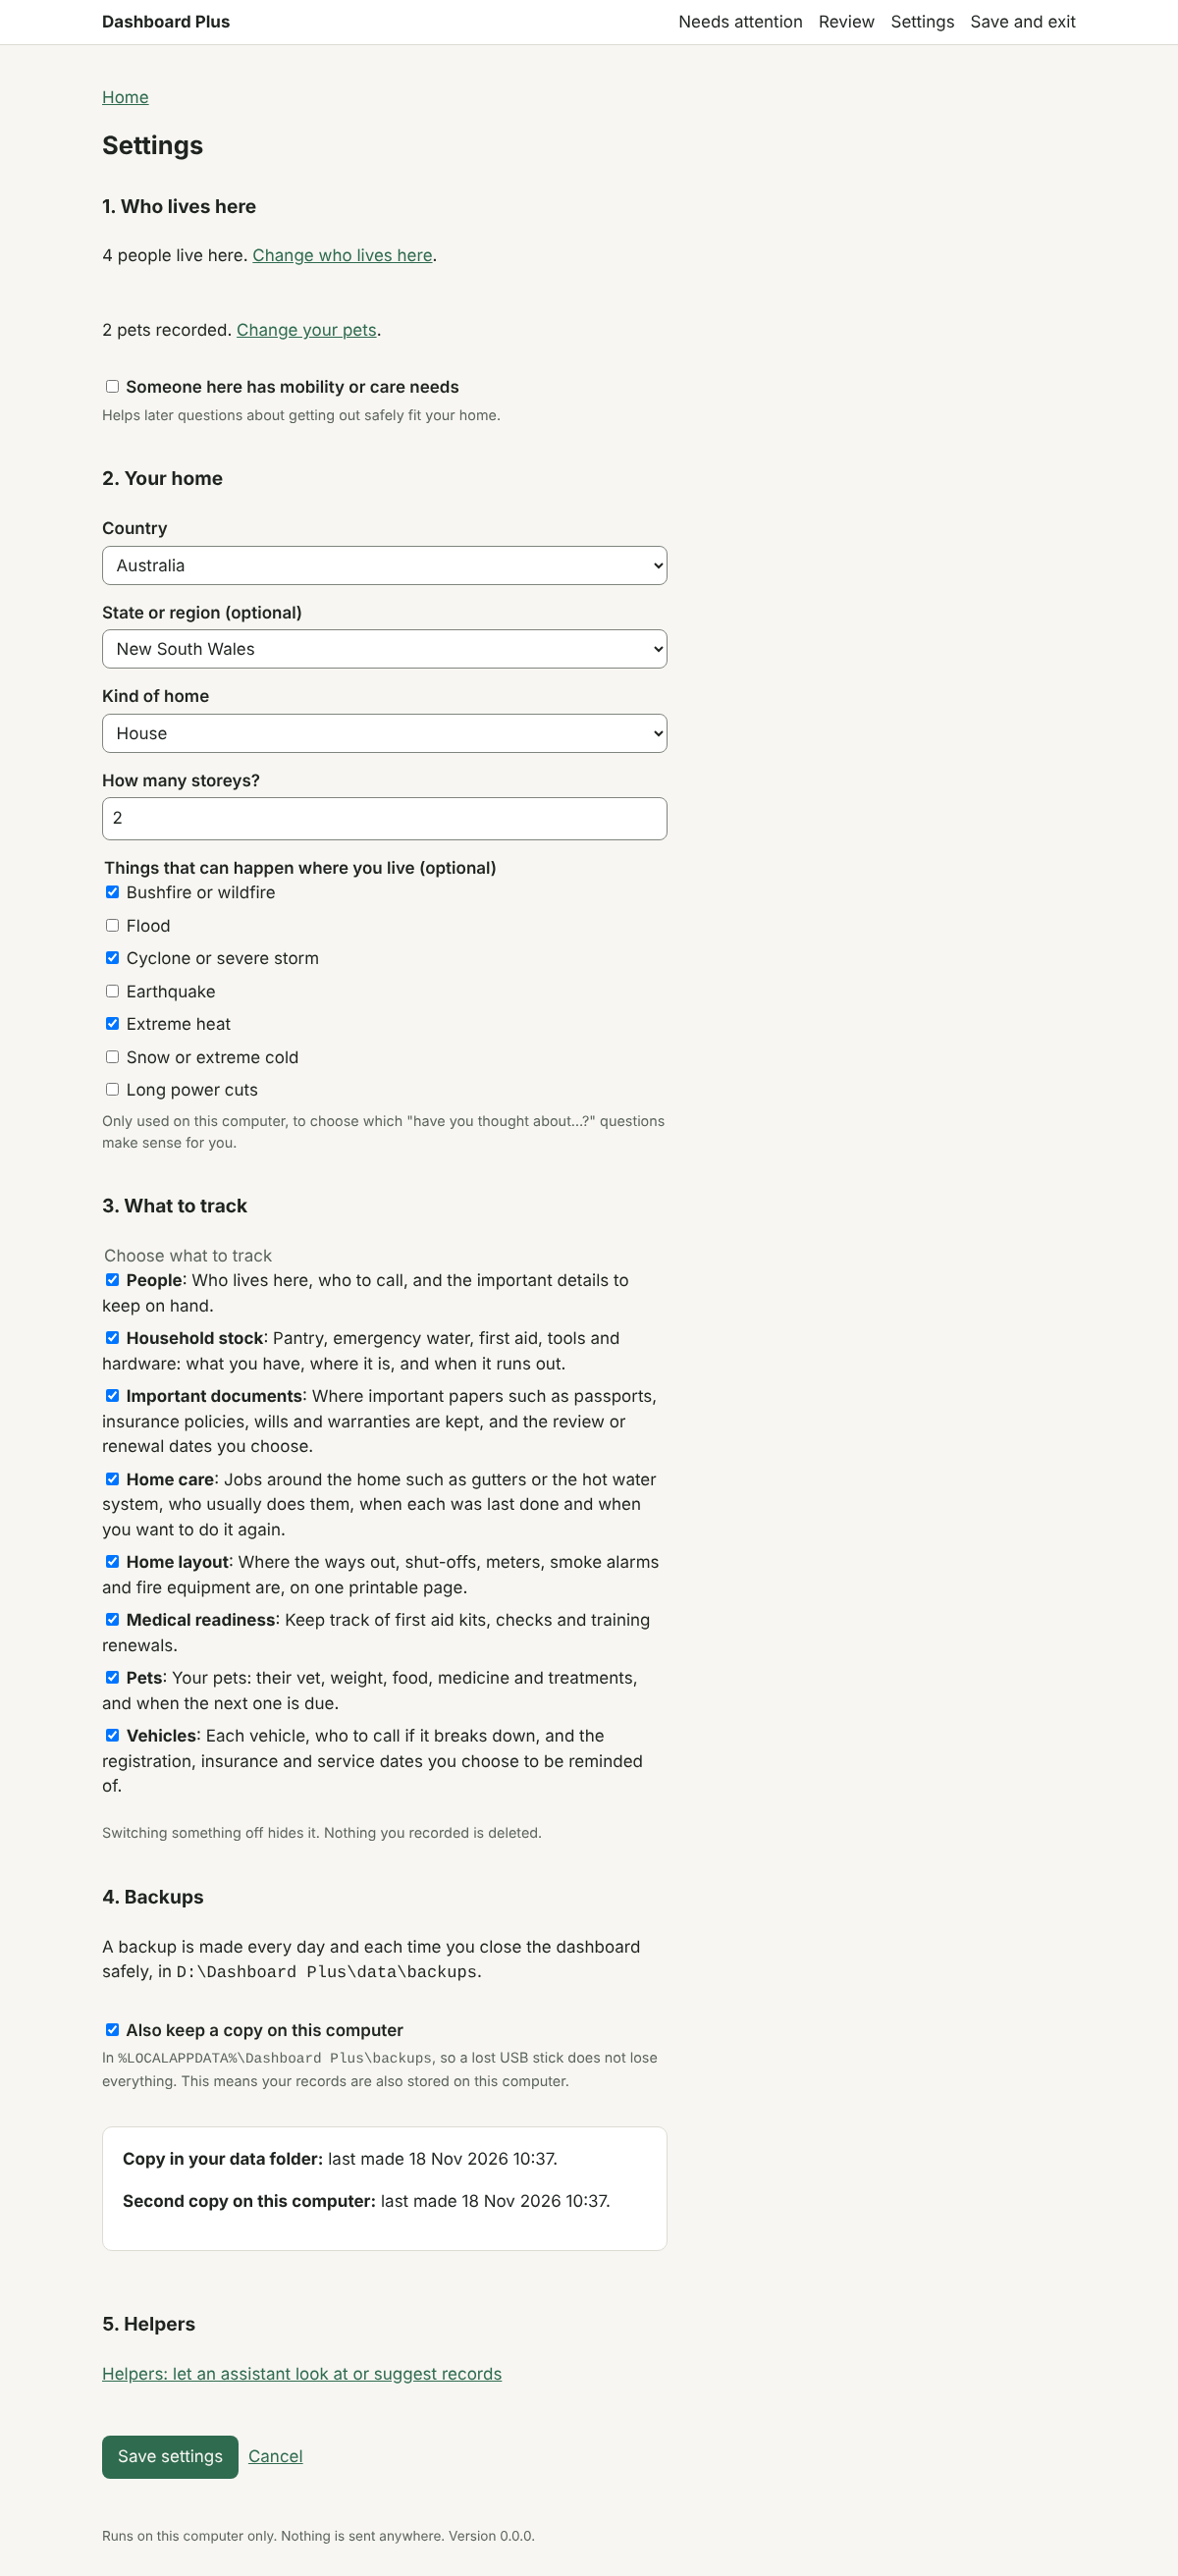 Dashboard Plus
Needs attention Review Settings Save and exit
Home
Settings
1. Who lives here
4 people live here. Change who lives here.
2 pets recorded. Change your pets.
Someone here has mobility or care needs
Helps later questions about getting out safely fit your home.
2. Your home
Country
Australia
State or region (optional)
New South Wales
Kind of home
House
How many storeys?
2
Things that can happen where you live (optional)
Bushfire or wildfire
Flood
Cyclone or severe storm
Earthquake
Extreme heat
Snow or extreme cold
Long power cuts
Only used on this computer, to choose which "have you thought about...?" questions
make sense for you.
3. What to track
Choose what to track
People: Who lives here, who to call, and the important details to
keep on hand.
Household stock: Pantry, emergency water, first aid, tools and
hardware: what you have, where it is, and when it runs out.
Important documents: Where important papers such as passports,
insurance policies, wills and warranties are kept, and the review or
renewal dates you choose.
Home care: Jobs around the home such as gutters or the hot water
system, who usually does them, when each was last done and when
you want to do it again.
Home layout: Where the ways out, shut-offs, meters, smoke alarms
and fire equipment are, on one printable page.
Medical readiness: Keep track of first aid kits, checks and training
renewals.
Pets: Your pets: their vet, weight, food, medicine and treatments,
and when the next one is due.
Vehicles: Each vehicle, who to call if it breaks down, and the
registration, insurance and service dates you choose to be reminded
of.
Switching something off hides it. Nothing you recorded is deleted.
4. Backups
A backup is made every day and each time you close the dashboard
safely, in D:\Dashboard Plus\data\backups.
Also keep a copy on this computer
In %LOCALAPPDATA%\Dashboard Plus\backups, so a lost USB stick does not lose
everything. This means your records are also stored on this computer.
Copy in your data folder: last made 18 Nov 2026 10:37.
Second copy on this computer: last made 18 Nov 2026 10:37.
5. Helpers
Helpers: let an assistant look at or suggest records
Save settings Cancel
Runs on this computer only. Nothing is sent anywhere. Version 0.0.0.